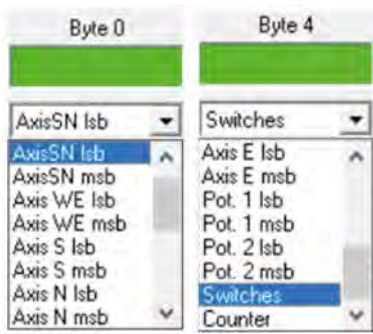 Byte 0
AxisSN lsb
AxisSN lsb
AxisSN msb
Axis WE lsb
Axis WE msb
Axis S lsb
Axis S msb
Axis N lsb
Axis N msb
Byte 4
Switches
Axis E lsb
Axis E msb
Pot. 1 lsb
Pot. 1 msb
Pot. 2 lsb
Pot. 2 msb
Switches
Counter